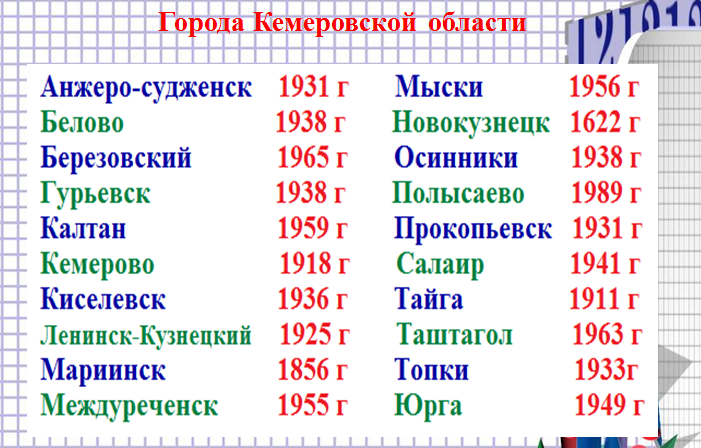 Города Кемеровской области
Анжеро-судженск 1931 г Мыски 1956 г
Белово 1938 г Новокузнецк 1622 г
Березовский 1965 г Осинники 1938 г
Гурьевск 1938 г Полысаево 1989 г
Калтан 1959 г Прокопьевск 1931 г
Кемерово 1918 г Салаир 1941 г
Киселевск 1936 г Тайга 1911 г
Ленинск-Кузнецкий 1925 г Таштагол 1963 г
Мариинск 1856 г Топки 1933г
Междуреченск 1955 г Юрга 1949 г